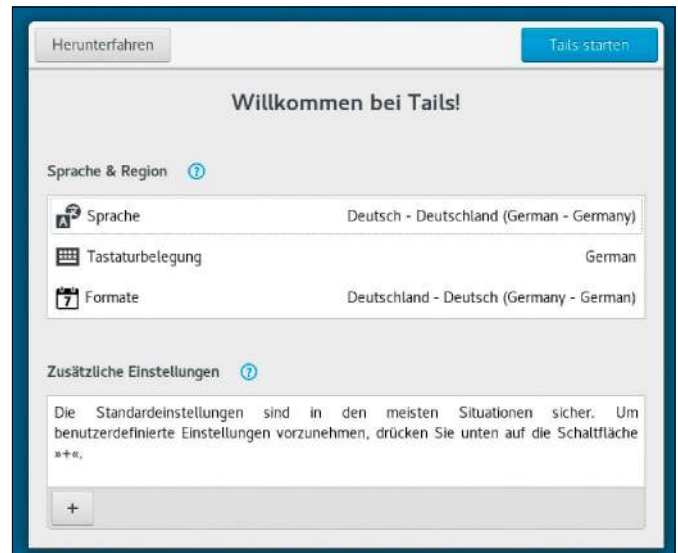 Herunterfahren
Tails starten
Willkommen bei Tails!
Sprache & Region ?
Sprache
Deutsch - Deutschland (German - Germany)
Tastaturbelegung
German
7 Formate
Deutschland - Deutsch (Germany - German)
Zusätzliche Einstellungen ?
Die Standardeinstellungen sind in den meisten Situationen sicher. Um
benutzerdefinierte Einstellungen vorzunehmen, drücken Sie unten auf die Schaltfläche
»+«.
+